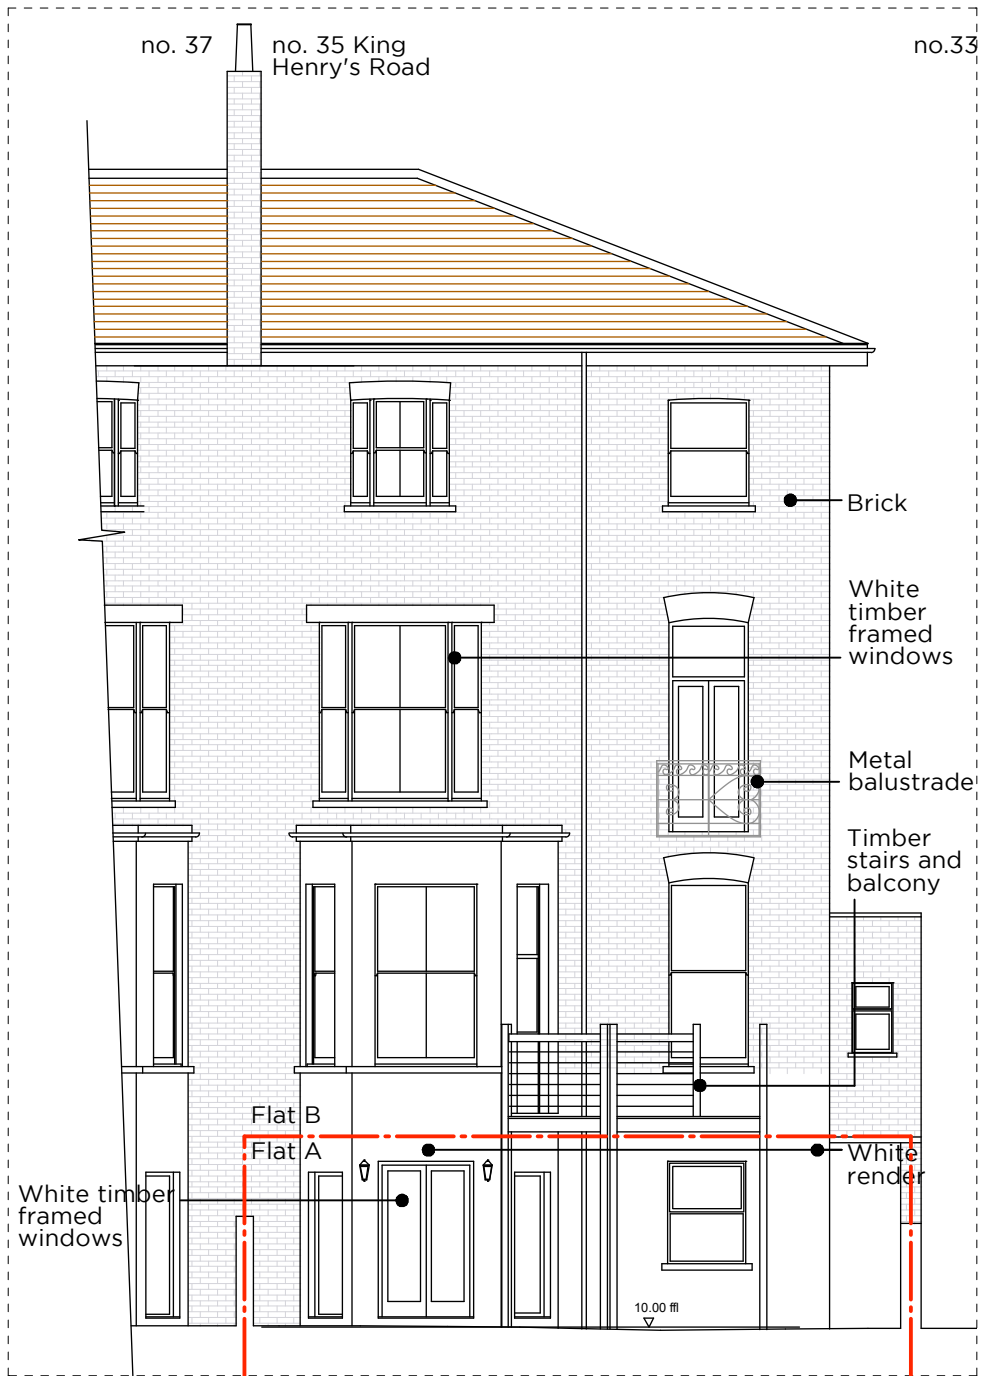 no. 37
no. 35 King
Henry's Road
no.33
Brick
White
timber
framed
windows
Metal
balustrade
Timber
stairs and
balcony
Flat B
Flat A
White
render
White timber
framed
windows
10.00 ffl